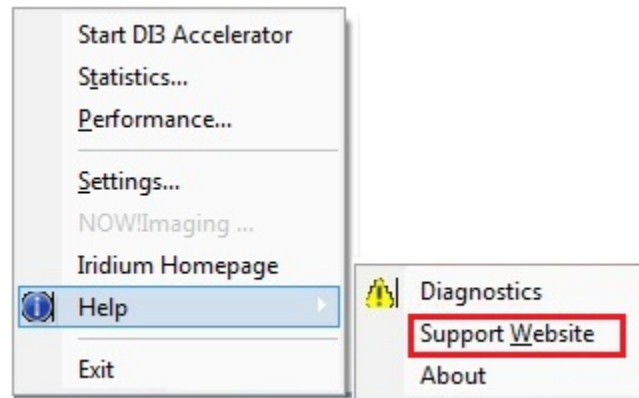 Start DI3 Accelerator
Statistics...
Performance...
Settings...
NOW!Imaging ...
Iridium Homepage
Help
Exit
Diagnostics
Support Website
About